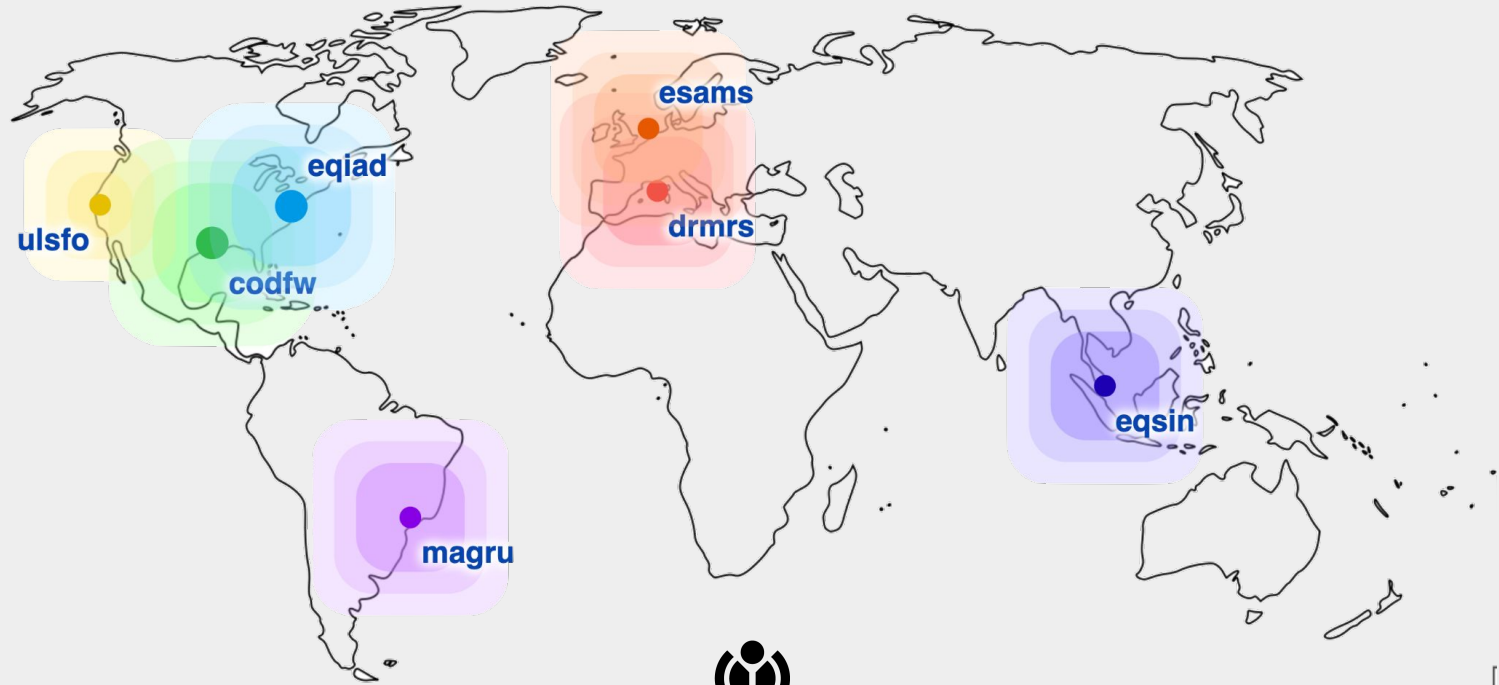 esams
eqiad
drmrs
ulsfo
codfw
eqsin
magru